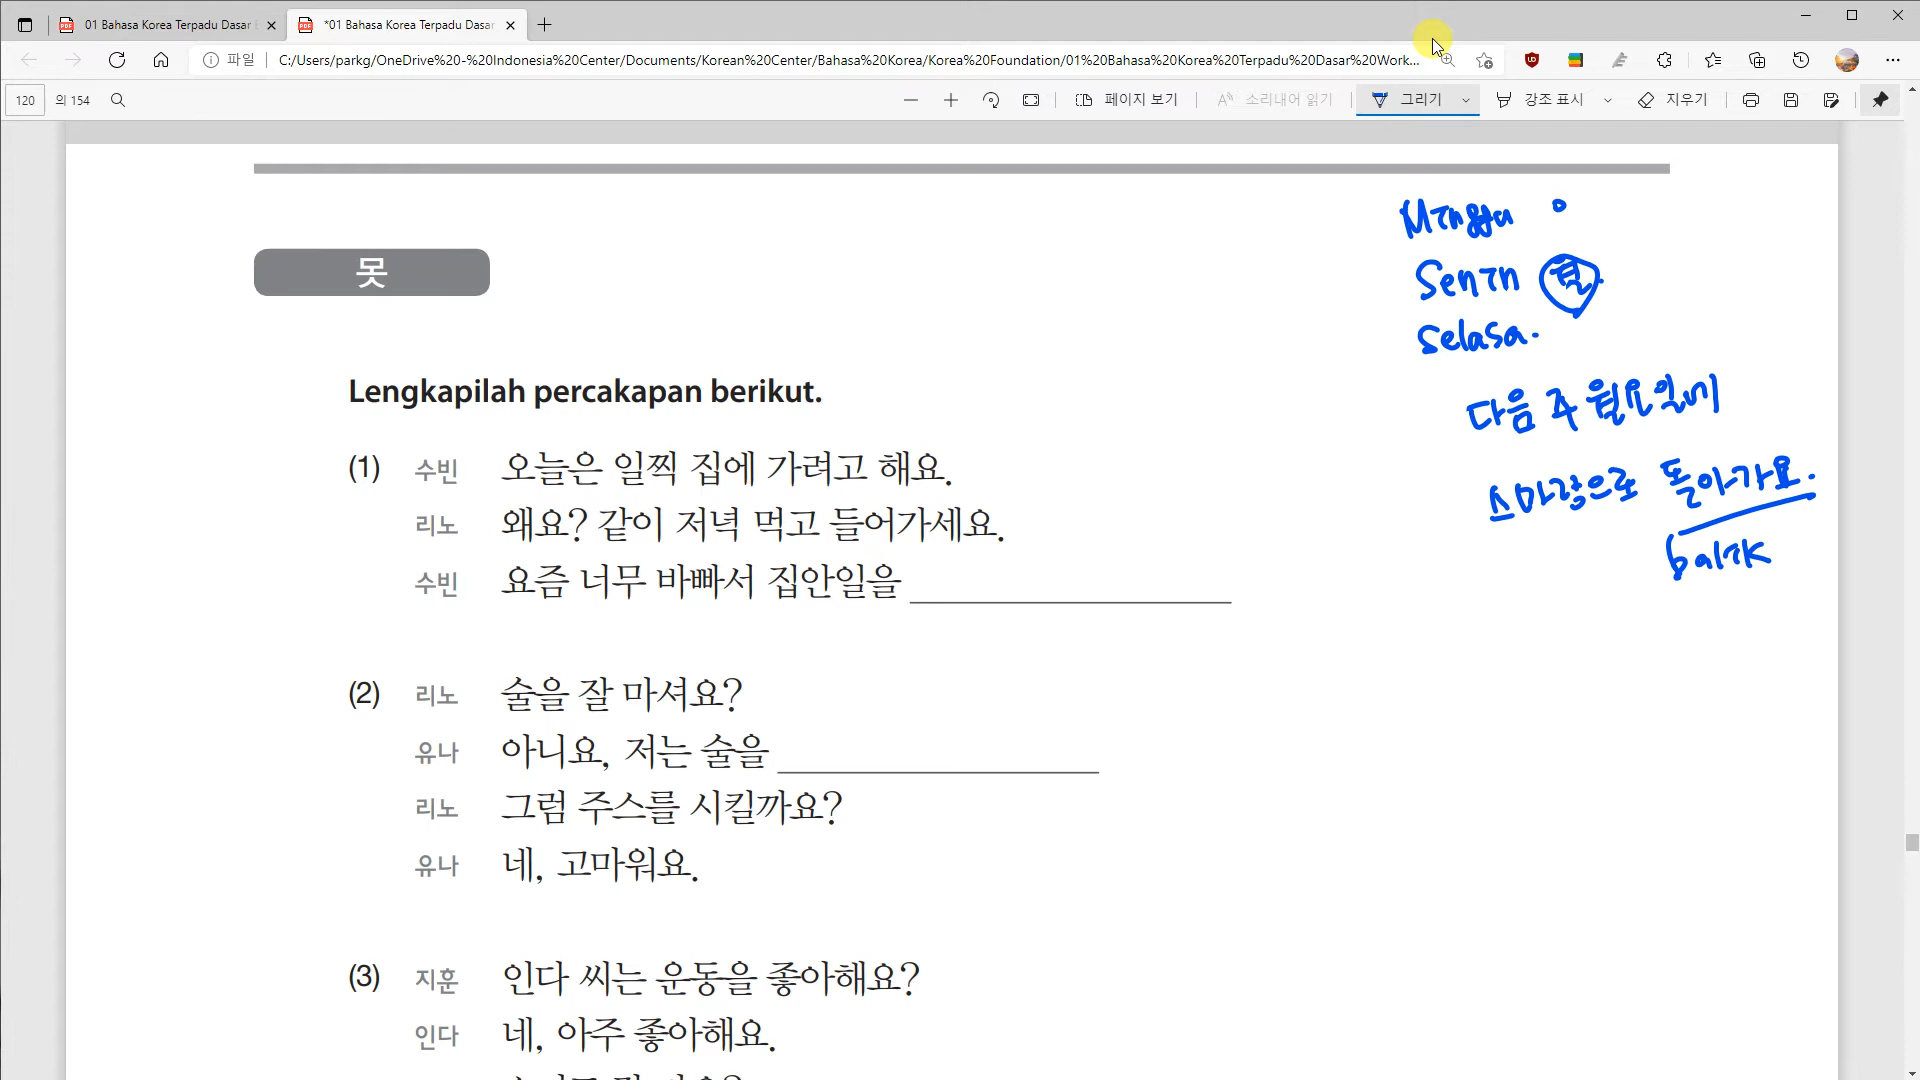 01 Bahasa Korea Terpadu Dasar
*01 Bahasa Korea Terpadu Dasar
파일
C:/Users/parkg/OneDrive%20-%20Indonesia%20Center/Documents/Korean%20Center/Bahasa%20Korea/Korea%20Foundation/01%20Bahasa%20Korea%20Terpadu%20Dasar%20Work...
120 의 154
페이지 보기
소리내어 읽기
그리기
강조 표시
지우기
못
Minggu
Senin 월
Selasa.
다음 주 월요일에
스마랑으로 돌아가요.
balik
Lengkapilah percakapan berikut.
(1) 수빈 오늘은 일찍 집에 가려고 해요.
리노 왜요? 같이 저녁 먹고 들어가세요.
수빈 요즘 너무 바빠서 집안일을
(2) 리노 술을 잘 마셔요?
유나 아니요, 저는 술을
리노 그럼 주스를 시킬까요?
유나 네, 고마워요.
(3) 지훈 인다 씨는 운동을 좋아해요?
인다 네, 아주 좋아해요.